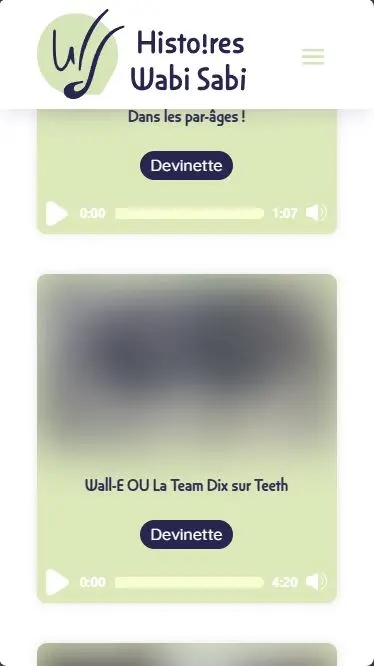 Histo!res
Wabi Sabi
Dans les par-âges !
Devinette
0:00 1:07
Wall-E OU La Team Dix sur Teeth
Devinette
0:00 4:20